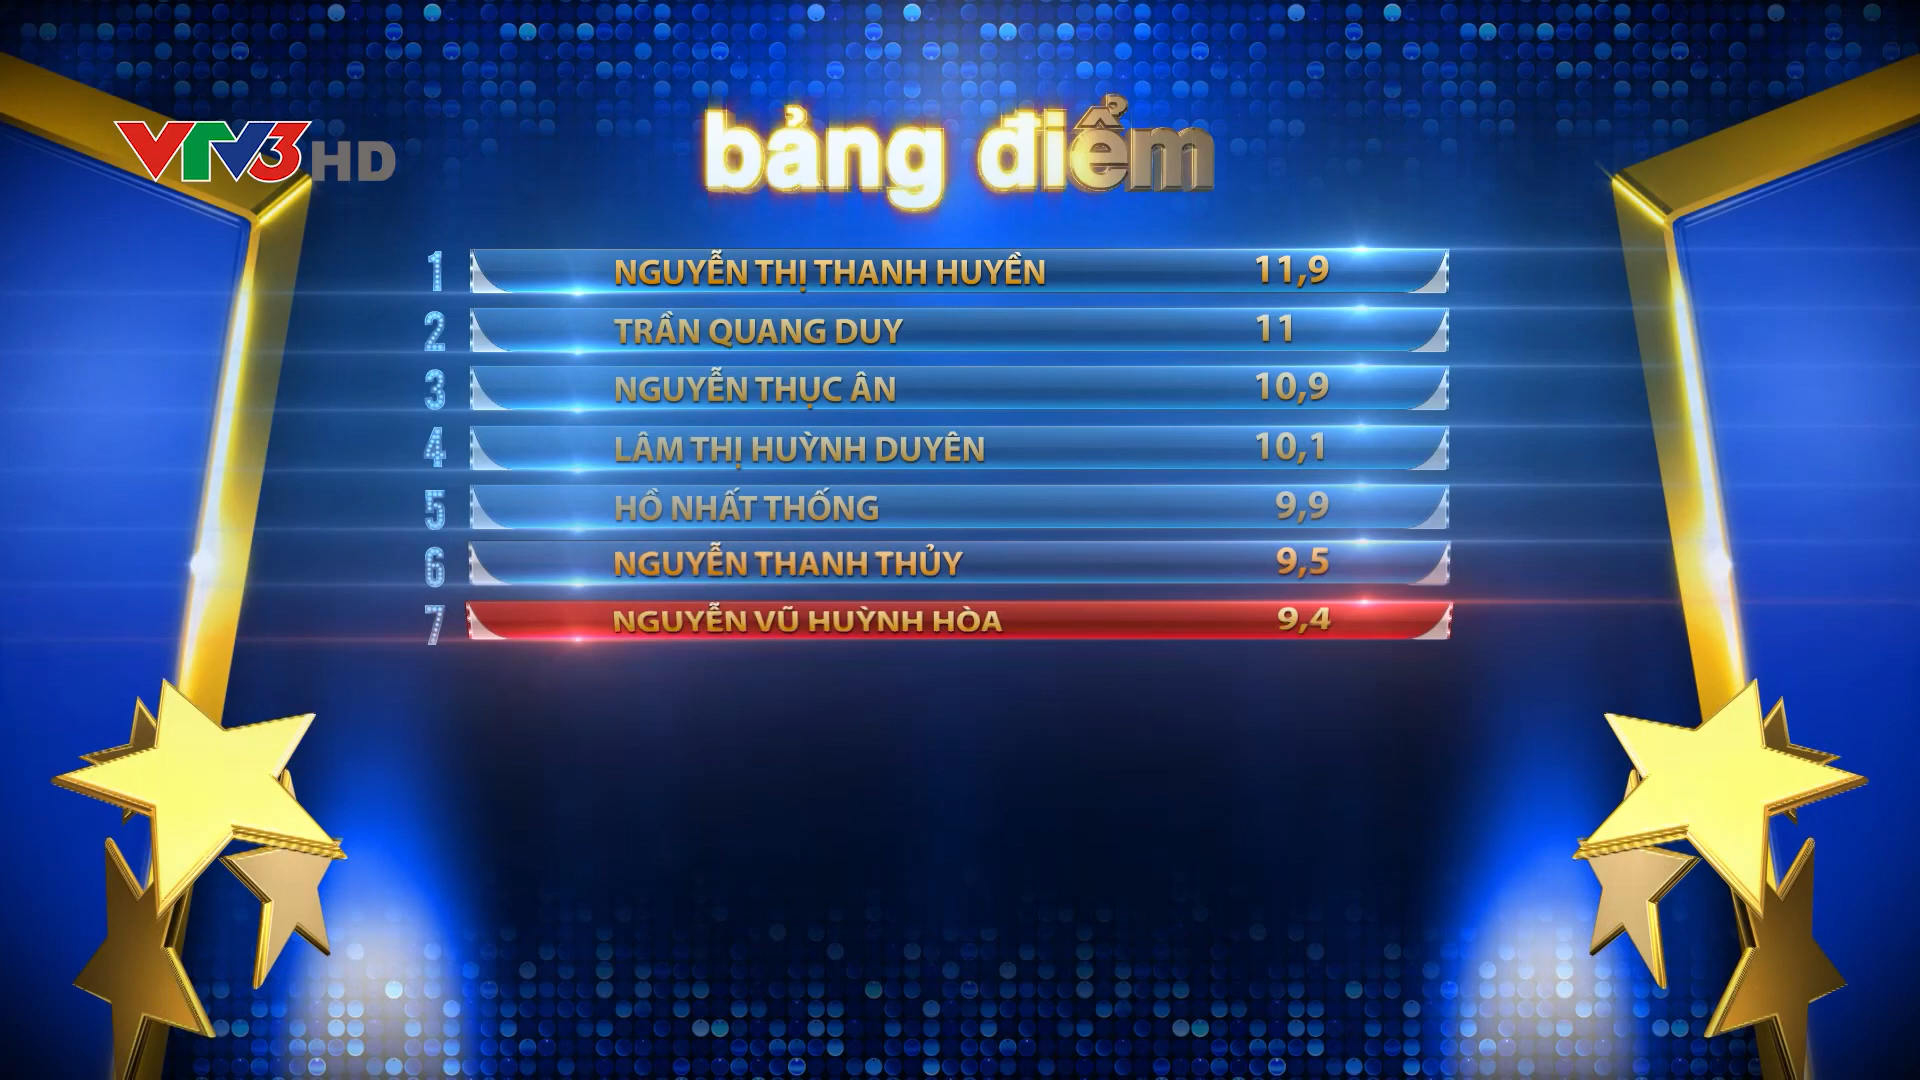 VTV3 HD
bảng điểm
1 NGUYỄN THỊ THANH HUYỀN 11,9
2 TRẦN QUANG DUY 11
3 NGUYỄN THỤC ÂN 10,9
4 LÂM THỊ HUỲNH DUYÊN 10,1
5 HỒ NHẤT THỐNG 9,9
6 NGUYỄN THANH THỦY 9,5
7 NGUYỄN VŨ HUỲNH HÒA 9,4